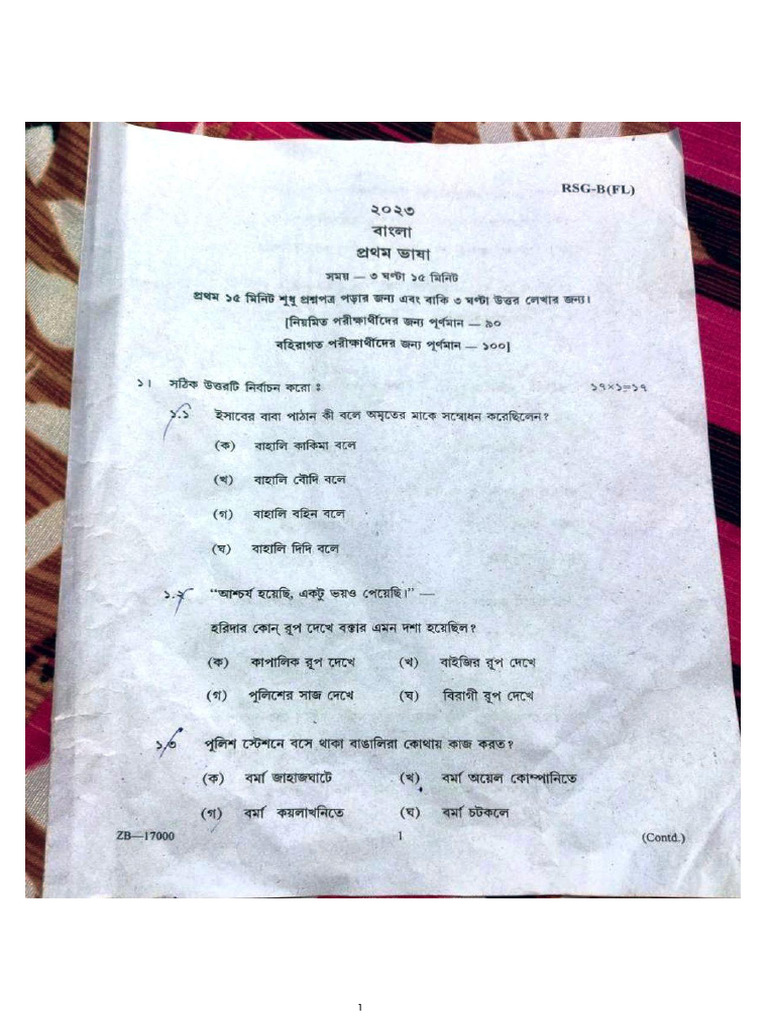 RSG-B(FL)
২০২৩
বাংলা
প্রথম ভাষা
সময় — ৩ ঘণ্টা ১৫ মিনিট
প্রথম ১৫ মিনিট শুধু প্রশ্নপত্র পড়ার জন্য এবং বাকি ৩ ঘণ্টা উত্তর লেখার জন্য।
[নিয়মিত পরীক্ষার্থীদের জন্য পূর্ণমান — ৯০
বহিরাগত পরীক্ষার্থীদের জন্য পূর্ণমান — ১০০]
১। সঠিক উত্তরটি নির্বাচন করো : ১৭×১=১৭
১.১ ইসাবের বাবা পাঠান কী বলে অমৃতের মাকে সম্বোধন করেছিলেন?
(ক) বাহালি কাকিমা বলে
(খ) বাহালি বৌদি বলে
(গ) বাহালি বহিন বলে
(ঘ) বাহালি দিদি বলে
১.২ “আশ্চর্য হয়েছি, একটু ভয়ও পেয়েছি।” —
হরিদার কোন্ রূপ দেখে বক্তার এমন দশা হয়েছিল?
(ক) কাপালিক রূপ দেখে (খ) বাইজির রূপ দেখে
(গ) পুলিশের সাজ দেখে (ঘ) বিরাগী রূপ দেখে
১.৩ পুলিশ স্টেশনে বসে থাকা বাঙালিরা কোথায় কাজ করত?
(ক) বর্মা জাহাজঘাটে (খ) বর্মা অয়েল কোম্পানিতে
(গ) বর্মা কয়লাখনিতে (ঘ) বর্মা চটকলে
ZB—17000 1 (Contd.)
1